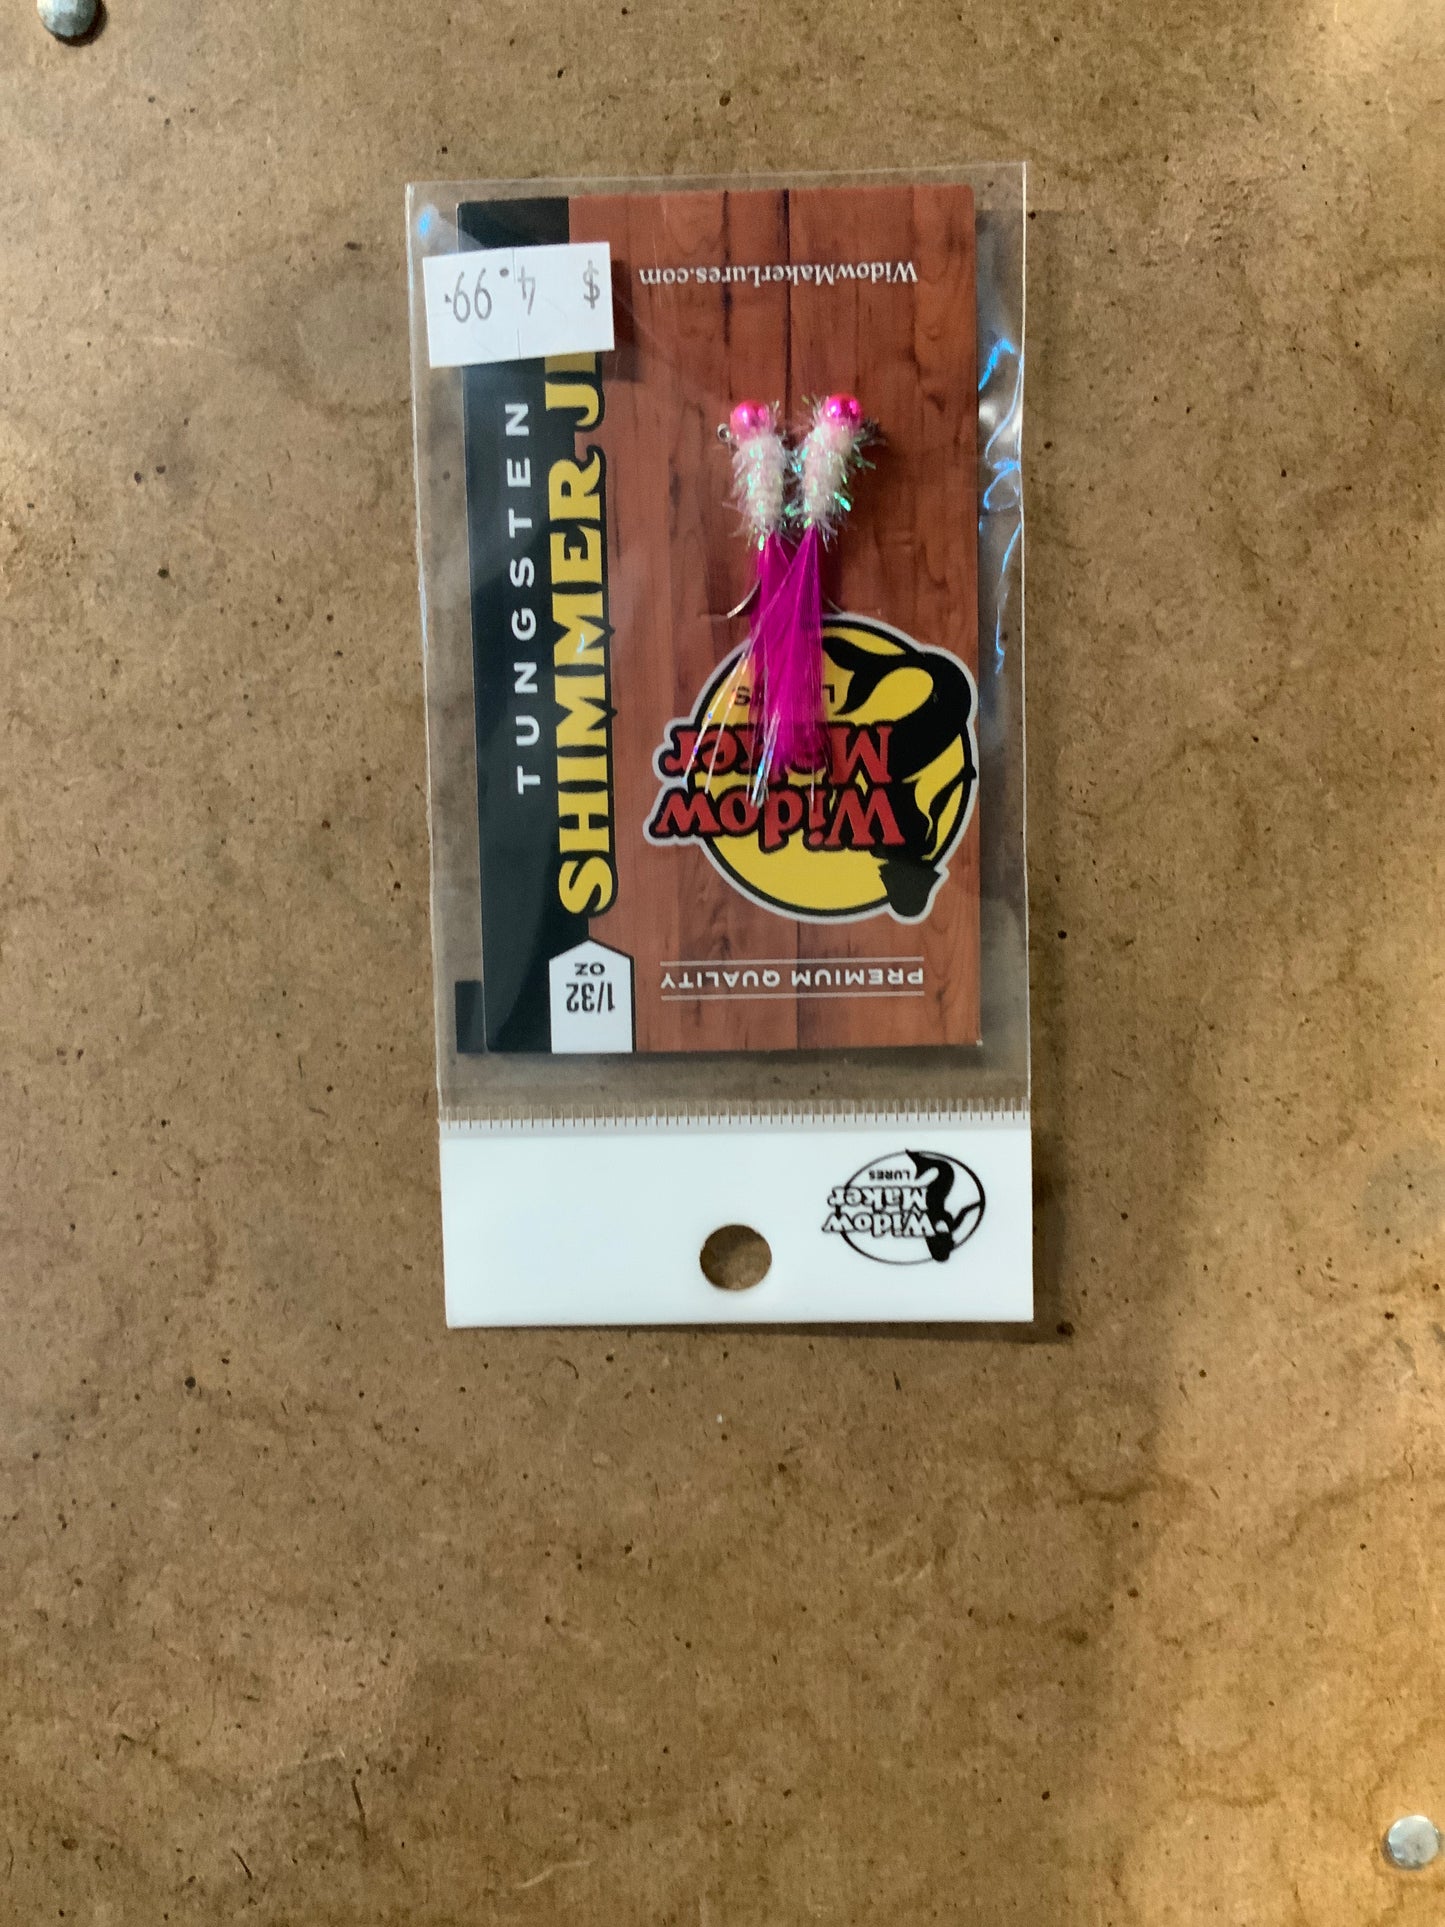 Widow
Maker
LURES
PREMIUM QUALITY
1/32
OZ
Widow
Maker
TUNGSTEN
SHIMMER
WidowMakerLures.com
$ 4.99